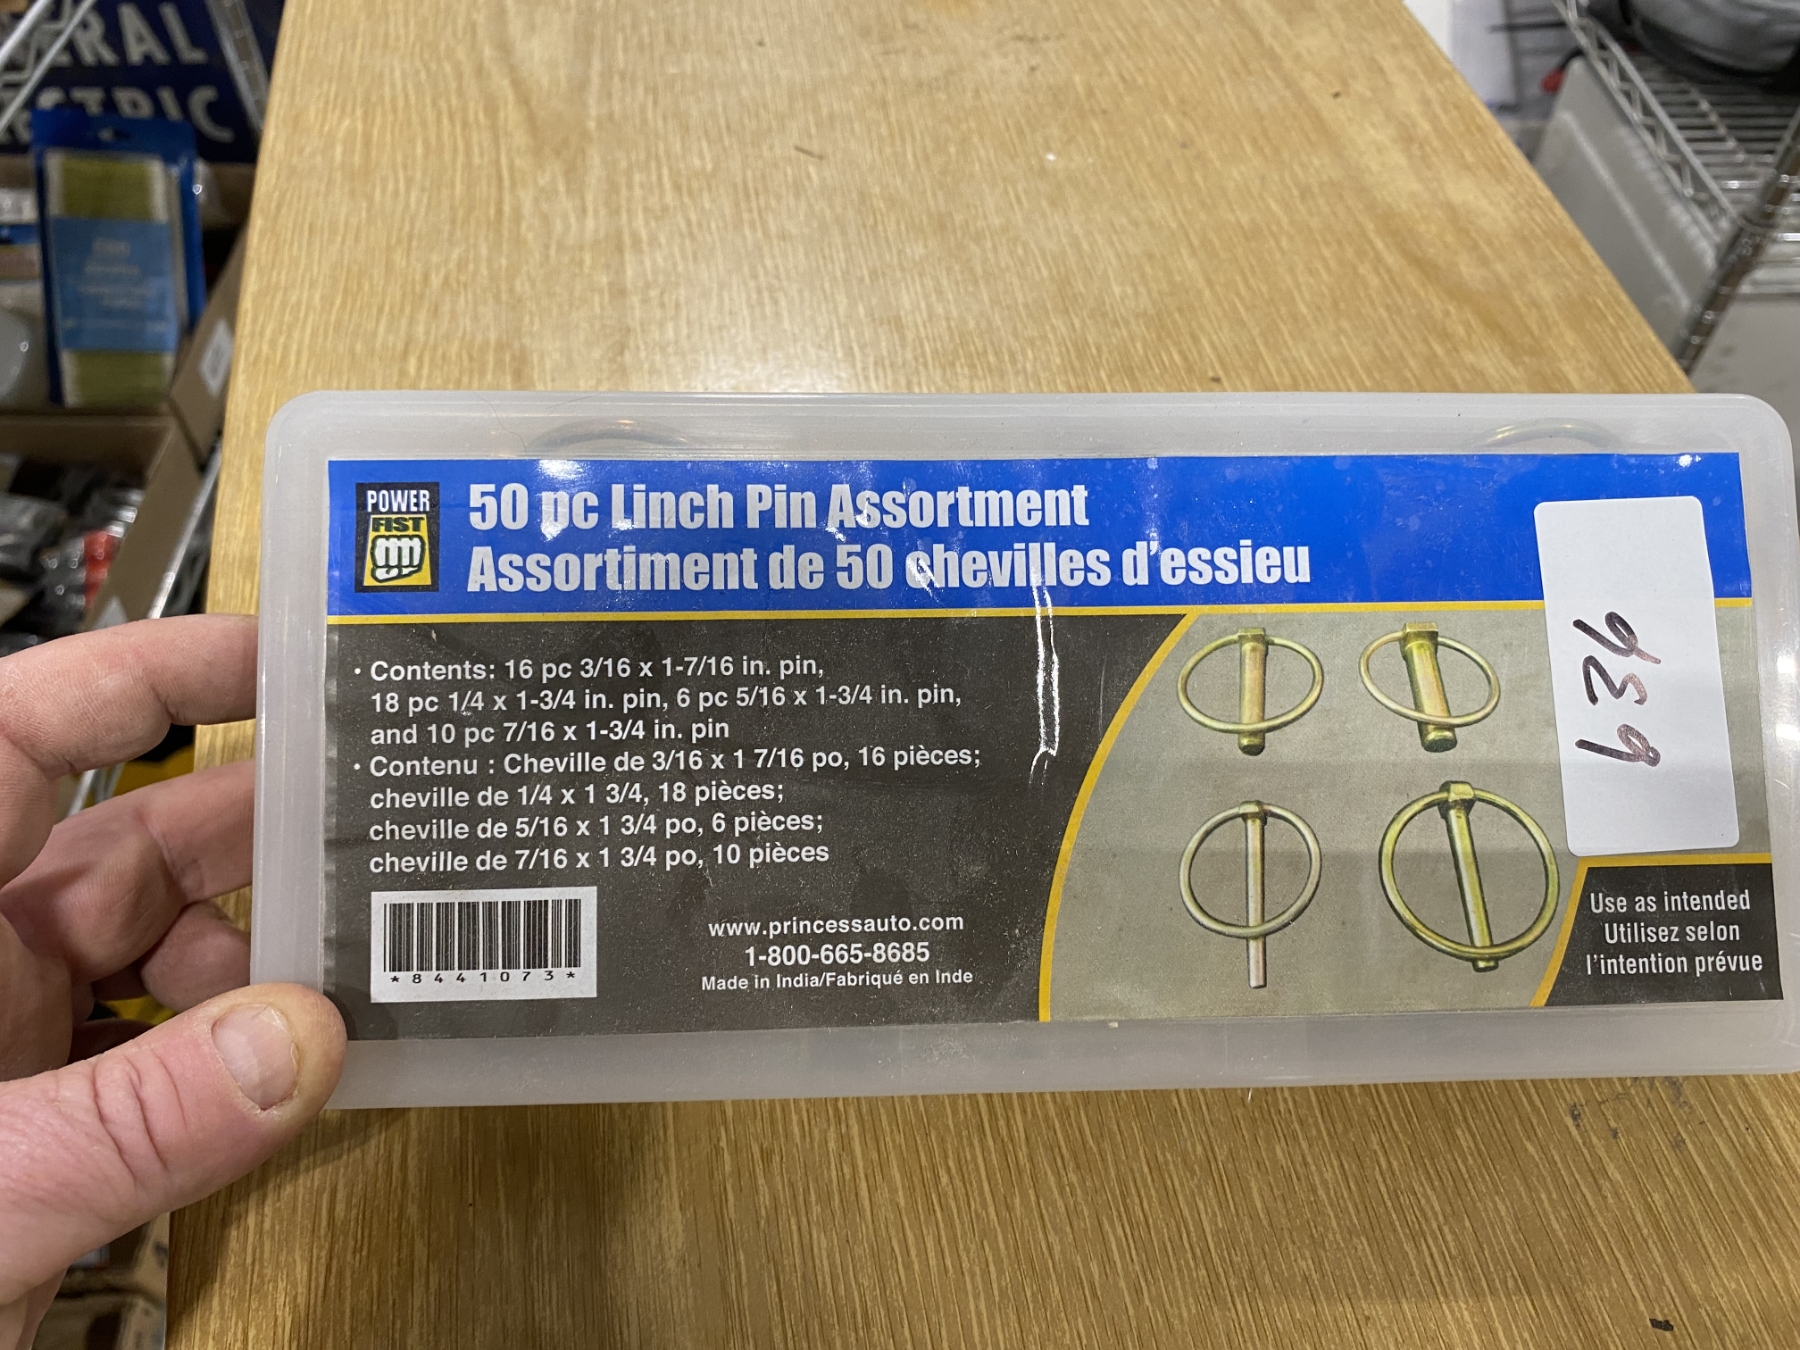 POWER
FIST
50 pc Linch Pin Assortment
Assortiment de 50 chevilles d'essieu
• Contents: 16 pc 3/16 x 1-7/16 in. pin,
18 pc 1/4 x 1-3/4 in. pin, 6 pc 5/16 x 1-3/4 in. pin,
and 10 pc 7/16 x 1-3/4 in. pin
• Contenu : Cheville de 3/16 x 1 7/16 po, 16 pièces;
cheville de 1/4 x 1 3/4, 18 pièces;
cheville de 5/16 x 1 3/4 po, 6 pièces;
cheville de 7/16 x 1 3/4 po, 10 pièces
*8441073*
www.princessauto.com
1-800-665-8685
Made in India/Fabriqué en Inde
634
Use as intended
Utilisez selon
l'intention prévue